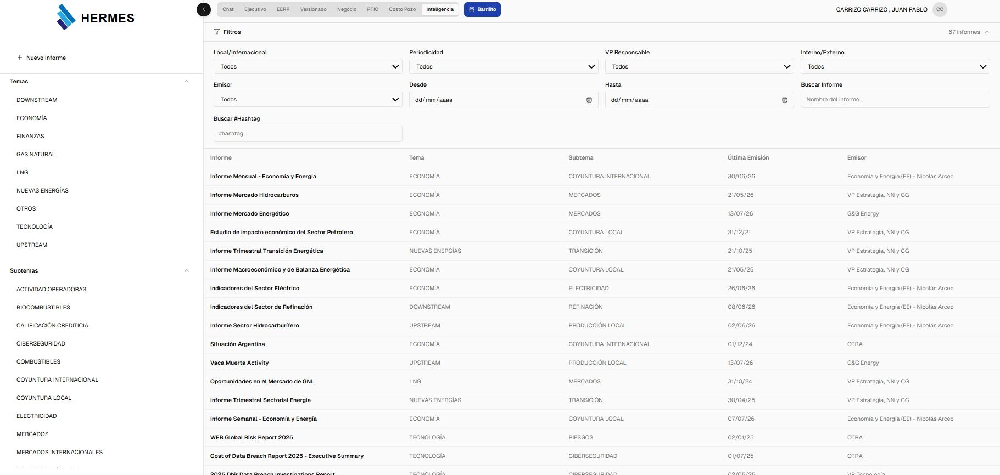 HERMES
Chat Ejecutivo EERR Versionado Negocio RTIC Costo Pozo Inteligencia Barrilito
CARRIZO CARRIZO , JUAN PABLO CC
+ Nuevo Informe
Temas
DOWNSTREAM
ECONOMÍA
FINANZAS
GAS NATURAL
LNG
NUEVAS ENERGÍAS
OTROS
TECNOLOGÍA
UPSTREAM
Subtemas
ACTIVIDAD OPERADORAS
BIOCOMBUSTIBLES
CALIFICACIÓN CREDITICIA
CIBERSEGURIDAD
COMBUSTIBLES
COYUNTURA INTERNACIONAL
COYUNTURA LOCAL
ELECTRICIDAD
MERCADOS
MERCADOS INTERNACIONALES
Filtros 67 informes
Local/Internacional Periodicidad VP Responsable Interno/Externo
Todos Todos Todos Todos
Emisor Desde Hasta Buscar Informe
Todos dd/mm/aaaa dd/mm/aaaa Nombre del informe...
Buscar #Hashtag
#hashtag...
Informe Tema Subtema Última Emisión Emisor
Informe Mensual - Economía y Energía ECONOMÍA COYUNTURA INTERNACIONAL 30/06/26 Economía y Energía (EE) - Nicolás Arceo
Informe Mercado Hidrocarburos ECONOMÍA MERCADOS 21/05/26 VP Estrategia, NN y CG
Informe Mercado Energético ECONOMÍA MERCADOS 13/07/26 G&G Energy
Estudio de impacto económico del Sector Petrolero ECONOMÍA COYUNTURA LOCAL 31/12/21 VP Estrategia, NN y CG
Informe Trimestral Transición Energética NUEVAS ENERGÍAS TRANSICIÓN 21/10/25 VP Estrategia, NN y CG
Informe Macroeconómico y de Balanza Energética ECONOMÍA COYUNTURA LOCAL 21/05/26 VP Estrategia, NN y CG
Indicadores del Sector Eléctrico ECONOMÍA ELECTRICIDAD 26/06/26 Economía y Energía (EE) - Nicolás Arceo
Indicadores del Sector de Refinación DOWNSTREAM REFINACIÓN 08/06/26 Economía y Energía (EE) - Nicolás Arceo
Informe Sector Hidrocarburífero UPSTREAM PRODUCCIÓN LOCAL 02/06/26 Economía y Energía (EE) - Nicolás Arceo
Situación Argentina ECONOMÍA COYUNTURA INTERNACIONAL 01/12/24 OTRA
Vaca Muerta Activity UPSTREAM PRODUCCIÓN LOCAL 13/07/26 G&G Energy
Oportunidades en el Mercado de GNL LNG MERCADOS 31/10/24 VP Estrategia, NN y CG
Informe Trimestral Sectorial Energía NUEVAS ENERGÍAS TRANSICIÓN 30/04/25 VP Estrategia, NN y CG
Informe Semanal - Economía y Energía ECONOMÍA COYUNTURA LOCAL 07/07/26 Economía y Energía (EE) - Nicolás Arceo
WEB Global Risk Report 2025 TECNOLOGÍA RIESGOS 02/01/25 OTRA
Cost of Data Breach Report 2025 - Executive Summary TECNOLOGÍA CIBERSEGURIDAD 01/07/25 OTRA
2025 Dbir Data Breach Investigations Report TECNOLOGÍA CIBERSEGURIDAD 02/05/25 VP Tecnología